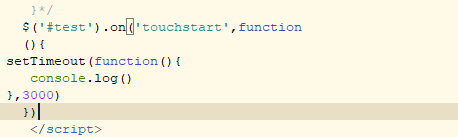 }*/
$('#test').on('touchstart',function
(){
setTimeout(function(){
console.log()
},3000)
})
</script>